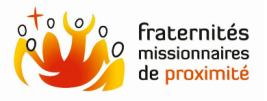 fraternités
missionnaires
de proximité